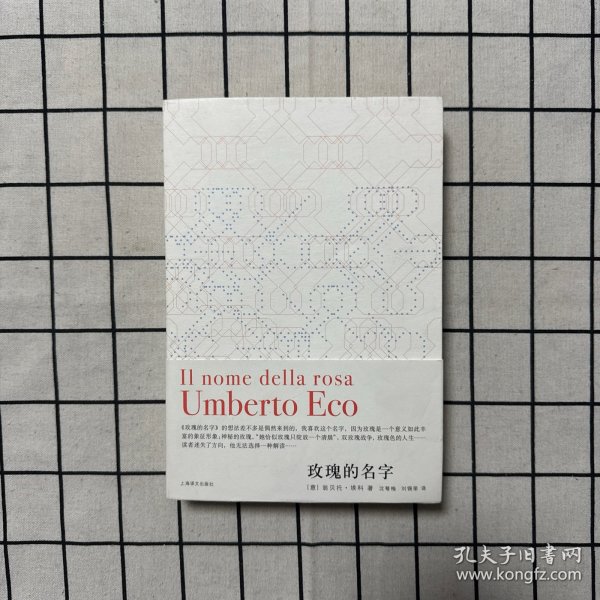 Il nome della rosa
Umberto Eco
《玫瑰的名字》的想法差不多是偶然来到的，我喜欢这个名字，因为玫瑰是一个意义如此丰
富的象征形象：神秘的玫瑰，“她恰似玫瑰只绽放一个清晨”，双玫瑰战争，玫瑰色的人生……
读者迷失了方向，他无法选择一种解读……
玫瑰的名字
[意] 翁贝托·埃科 著 沈萼梅 刘锡荣 译
上海译文出版社
孔夫子旧书网
www.kongfz.com